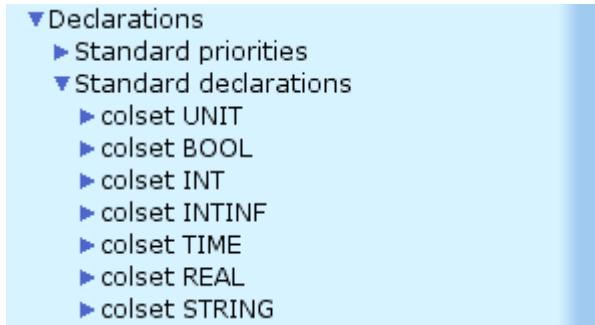 Declarations
Standard priorities
Standard declarations
colset UNIT
colset BOOL
colset INT
colset INTINF
colset TIME
colset REAL
colset STRING